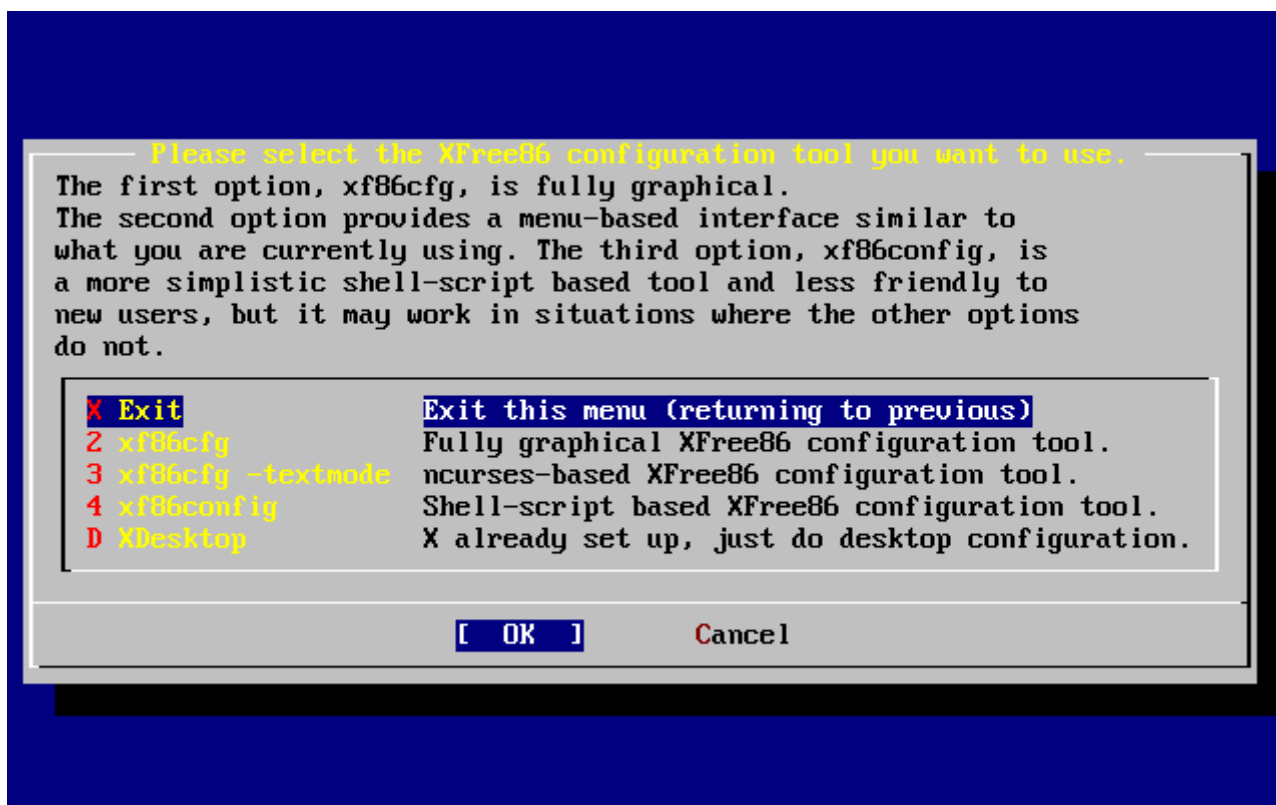 Please select the XFree86 configuration tool you want to use.
The first option, xf86cfg, is fully graphical.
The second option provides a menu-based interface similar to
what you are currently using. The third option, xf86config, is
a more simplistic shell-script based tool and less friendly to
new users, but it may work in situations where the other options
do not.
X Exit Exit this menu (returning to previous)
2 xf86cfg Fully graphical XFree86 configuration tool.
3 xf86cfg -textmode ncurses-based XFree86 configuration tool.
4 xf86config Shell-script based XFree86 configuration tool.
D XDesktop X already set up, just do desktop configuration.
[ OK ] Cancel